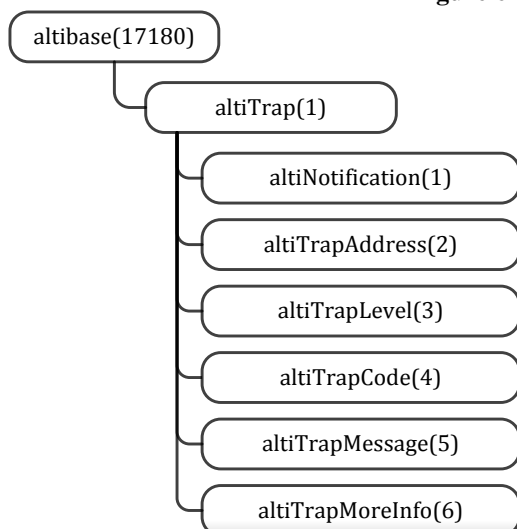 altibase(17180)
altiTrap(1)
altiNotification(1)
altiTrapAddress(2)
altiTrapLevel(3)
altiTrapCode(4)
altiTrapMessage(5)
altiTrapMoreInfo(6)